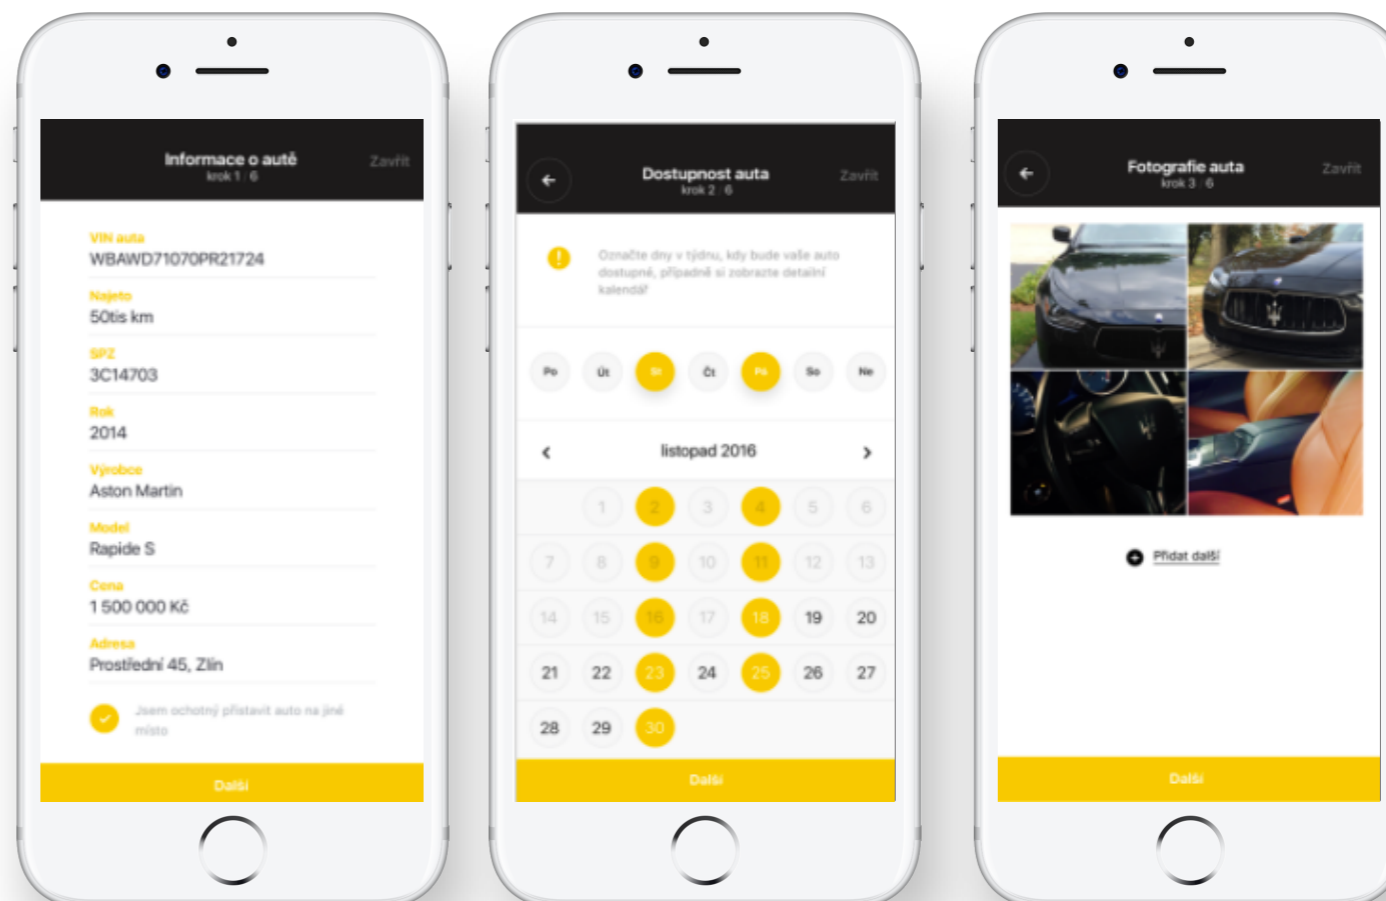 Informace o autě
Zavřít
krok 1 / 6
VIN auta
WBAWD71070PR21724
Najeto
50tis km
SPZ
3C14703
Rok
2014
Výrobce
Aston Martin
Model
Rapide S
Cena
1 500 000 Kč
Adresa
Prostřední 45, Zlín
Jsem ochotný přistavit auto na jiné
místo
Další
Dostupnost auta
Zavřít
krok 2 / 6
Označte dny v týdnu, kdy bude vaše auto
dostupné, případně si zobrazte detailní
kalendář
Po Út St Čt Pá So Ne
listopad 2016
1 2 3 4 5 6
7 8 9 10 11 12 13
14 15 16 17 18 19 20
21 22 23 24 25 26 27
28 29 30
Další
Fotografie auta
Zavřít
krok 3 / 6
Přidat další
Další